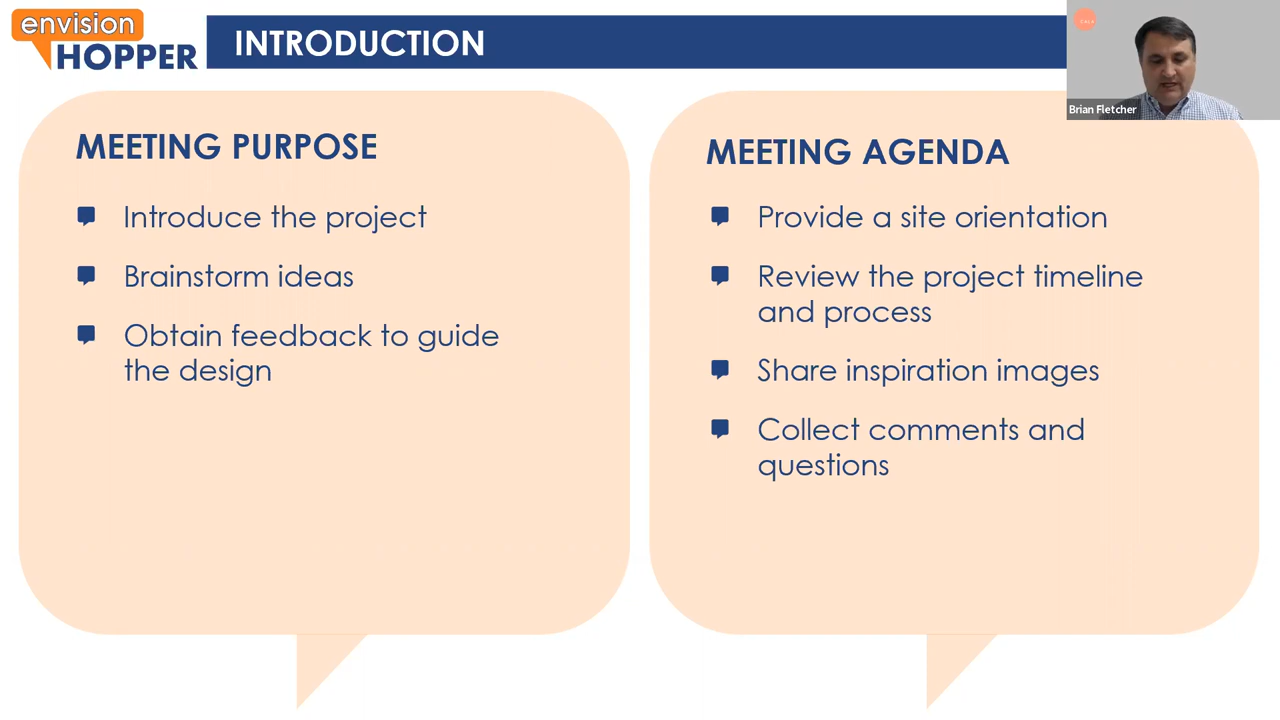 envision
HOPPER
INTRODUCTION
Brian Fletcher
MEETING PURPOSE
Introduce the project
Brainstorm ideas
Obtain feedback to guide
the design
MEETING AGENDA
Provide a site orientation
Review the project timeline
and process
Share inspiration images
Collect comments and
questions